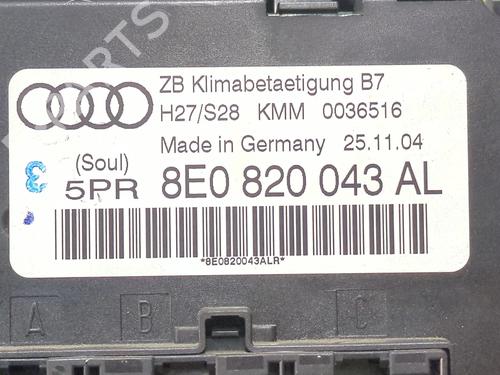 ZB Klimabetaetigung B7
H27/S28 KMM 0036516
Made in Germany 25.11.04
(Soul)
5PR 8E0 820 043 AL
*8E0820043ALR*
A B C